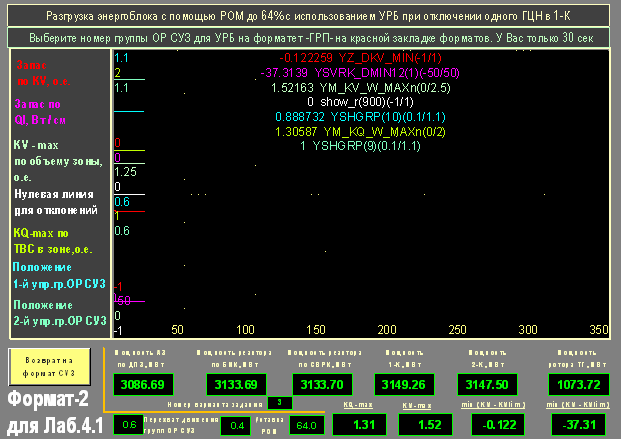 Разгрузка энергоблока с помощью РОМ до 64% с использованием УРБ при отключении одного ГЦН в 1-К
Выберите номер группы ОР СУЗ для УРБ на формате т -ГРП- на красной закладке форматов. У Вас только 30 сек
Запас
по KV, о.е.
Запас по
Ql, Вт/см
KV - max
по объему зоны,
о.е.
Нулевая линия
для отклонений
KQ-max по
ТВС в зоне,о.е.
Положение
1-й упр.гр.ОР СУЗ
Положение
2-й упр.гр.ОР СУЗ
1.1
2
1.1
0
0
1.25
0
0.6
1
0.6
-1
-50
0
-1
-0.122259 YZ_DKV_MIN(-1/1)
-37.3139 YSVRK_DMIN12(1)(-50/50)
1.52163 YM_KV_W_MAXn(0/2.5)
0 show_r(900)(-1/1)
0.888732 YSHGRP(10)(0.1/1.1)
1.30587 YM_KQ_W_MAXn(0/2)
1 YSHGRP(9)(0.1/1.1)
50 100 150 200 250 300 350
Возврат на
формат СУЗ
Формат-2
для Лаб.4.1
Мощность АЗ
по ДПЗ,МВт
3086.69
Мощность реактора
по БИК,МВт
3133.69
Мощность реактора
по СВРК,МВт
3133.70
Мощность
1-К,МВт
3149.26
Мощность
2-К,МВт
3147.50
Мощность
ротора ТГ,МВт
1073.72
Номер варианта задания 3
0.6 Перехват движения
групп ОР СУЗ 0.4 Уставка
РОМ 64.0
KQ-max
1.31
KV-max
1.52
min (KV - KVlim)
-0.122
min (KV - KVlim)
-37.31